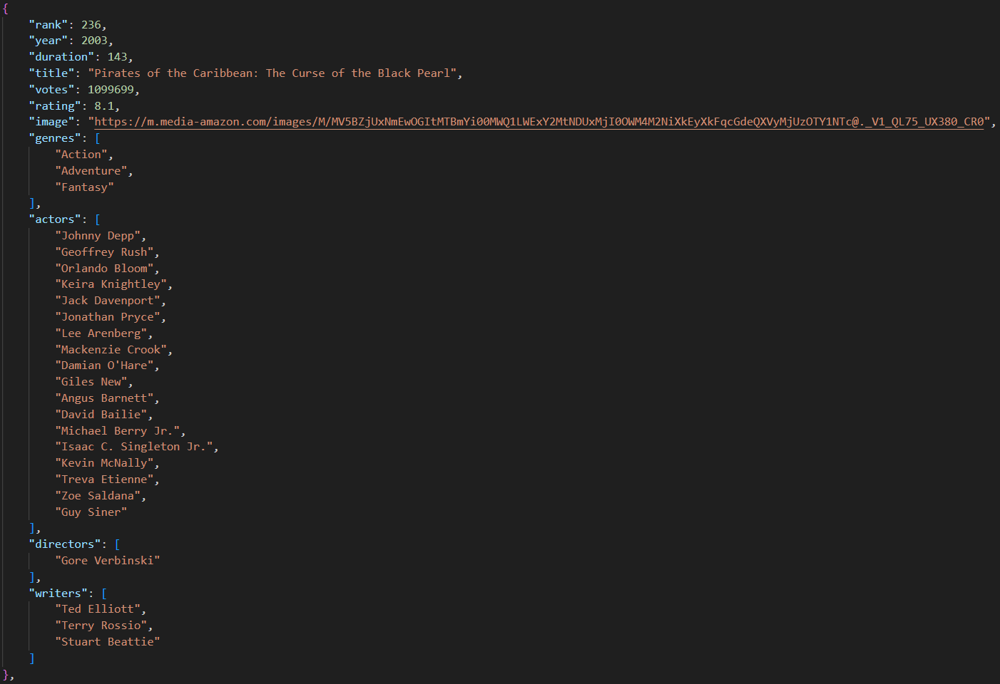 {
    "rank": 236,
    "year": 2003,
    "duration": 143,
    "title": "Pirates of the Caribbean: The Curse of the Black Pearl",
    "votes": 1099699,
    "rating": 8.1,
    "image": "https://m.media-amazon.com/images/M/MV5BZjUxNmEwOGItMTBmYi00MWQ1LWExY2MtNDUxMjI0OWM4M2NiXkEyXkFqcGdeQXVyMjUzOTY1NTc@._V1_QL75_UX380_CR0",
    "genres": [
        "Action",
        "Adventure",
        "Fantasy"
    ],
    "actors": [
        "Johnny Depp",
        "Geoffrey Rush",
        "Orlando Bloom",
        "Keira Knightley",
        "Jack Davenport",
        "Jonathan Pryce",
        "Lee Arenberg",
        "Mackenzie Crook",
        "Damian O'Hare",
        "Giles New",
        "Angus Barnett",
        "David Bailie",
        "Michael Berry Jr.",
        "Isaac C. Singleton Jr.",
        "Kevin McNally",
        "Treva Etienne",
        "Zoe Saldana",
        "Guy Siner"
    ],
    "directors": [
        "Gore Verbinski"
    ],
    "writers": [
        "Ted Elliott",
        "Terry Rossio",
        "Stuart Beattie"
    ]
},